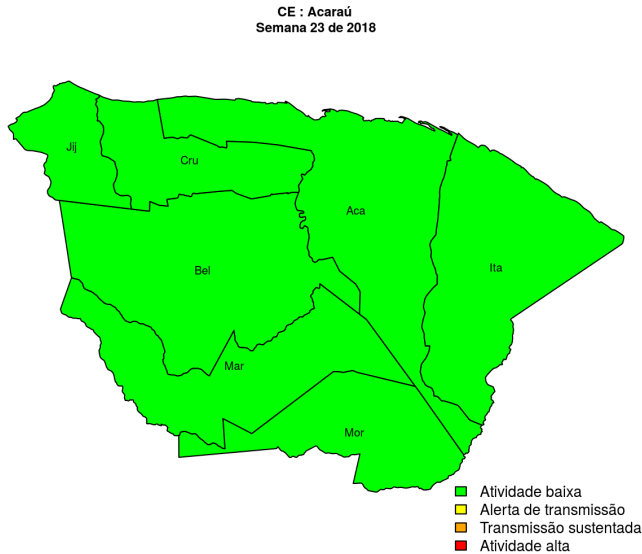 CE : Acaraú
Semana 23 de 2018
Jij
Cru
Aca
Bel
Ita
Mar
Mor
Atividade baixa
Alerta de transmissão
Transmissão sustentada
Atividade alta